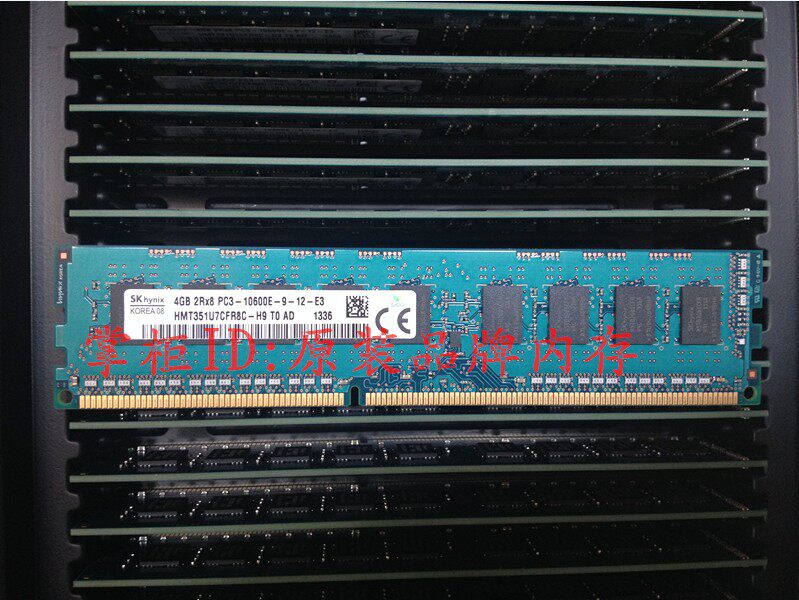 SK hynix
KOREA 08
4GB 2Rx8 PC3-10600E-9-12-E3
HMT351U7CFR8C-H9 T0 AD 1336
CE
掌柜ID:原装品牌内存